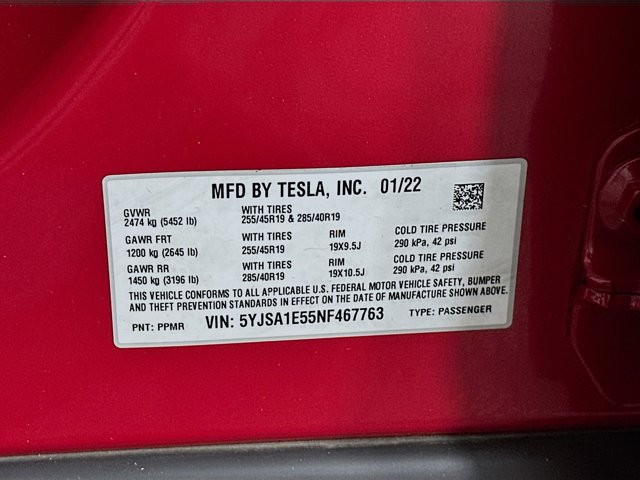 MFD BY TESLA, INC. 01/22
GVWR WITH TIRES
2474 kg (5452 lb) 255/45R19 & 285/40R19
GAWR FRT WITH TIRES RIM COLD TIRE PRESSURE
1200 kg (2645 lb) 255/45R19 19X9.5J 290 kPa, 42 psi
GAWR RR WITH TIRES RIM COLD TIRE PRESSURE
1450 kg (3196 lb) 285/40R19 19X10.5J 290 kPa, 42 psi
THIS VEHICLE CONFORMS TO ALL APPLICABLE U.S. FEDERAL MOTOR VEHICLE SAFETY, BUMPER
AND THEFT PREVENTION STANDARDS IN EFFECT ON THE DATE OF MANUFACTURE SHOWN ABOVE.
PNT: PPMR VIN: 5YJSA1E55NF467763 TYPE: PASSENGER